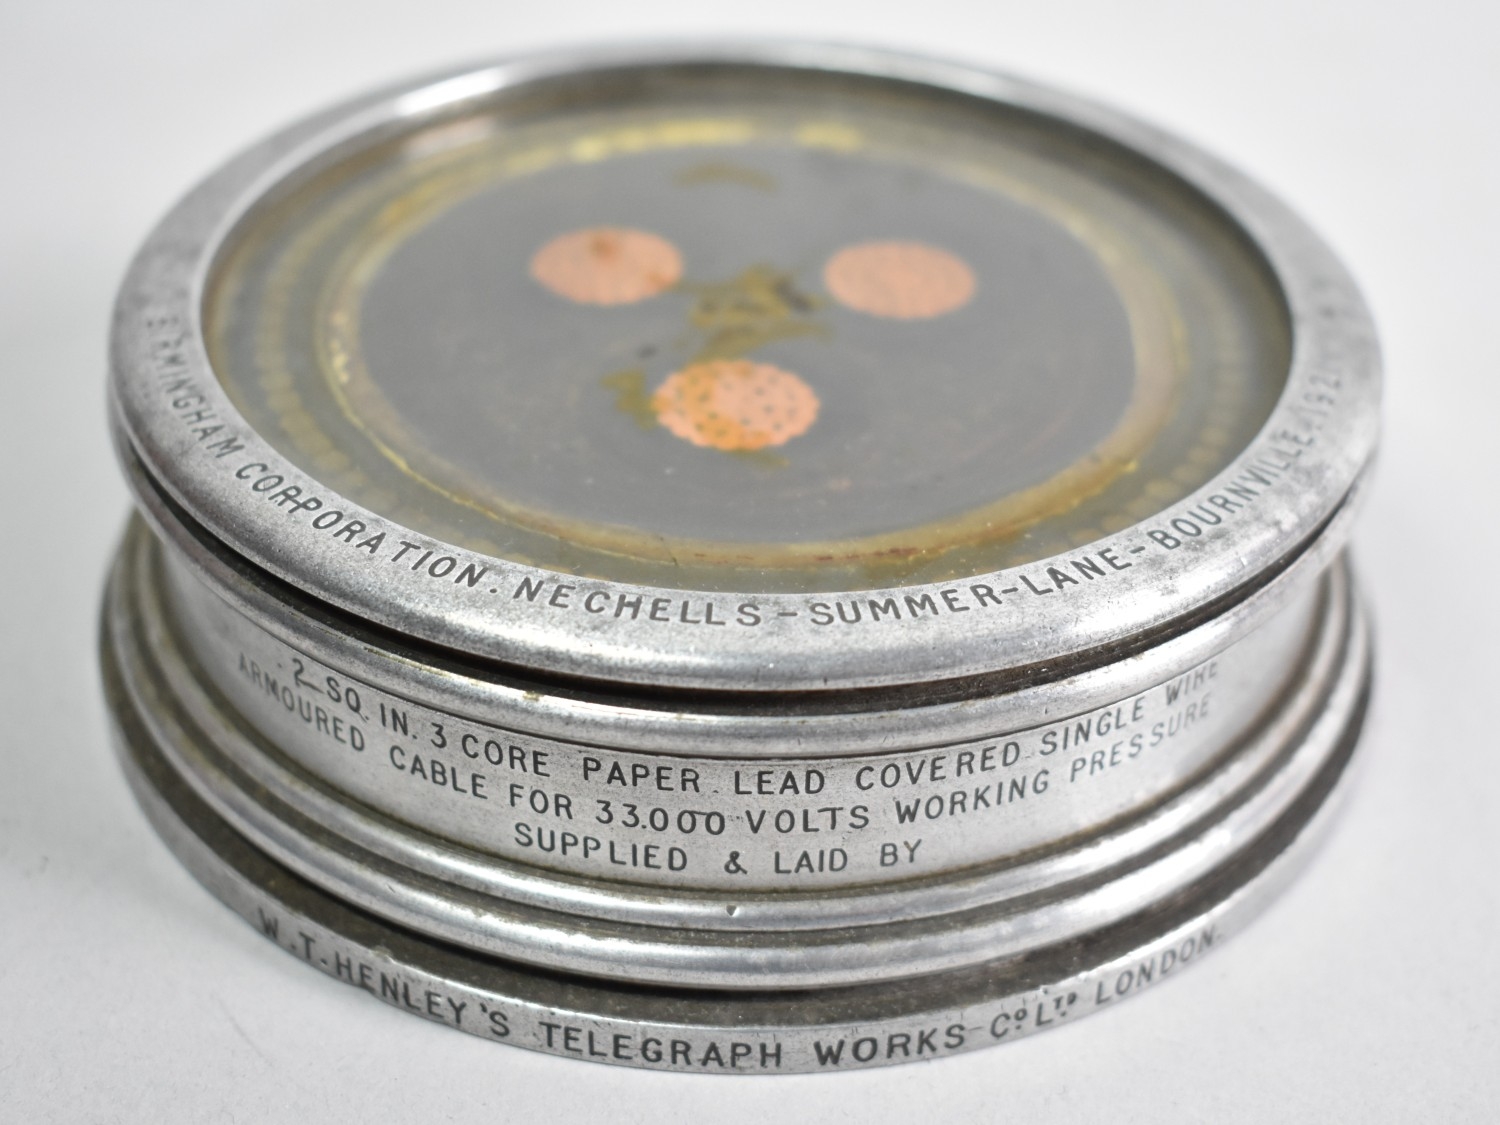 BIRMINGHAM CORPORATION. NECHELLS-SUMMER-LANE-BOURNVILLE.
·2 SQ. IN. 3 CORE PAPER. LEAD COVERED SINGLE WIRE
ARMOURED CABLE FOR 33.000 VOLTS WORKING PRESSURE
SUPPLIED & LAID BY
W.T.HENLEY'S TELEGRAPH WORKS Co. LTD. LONDON.